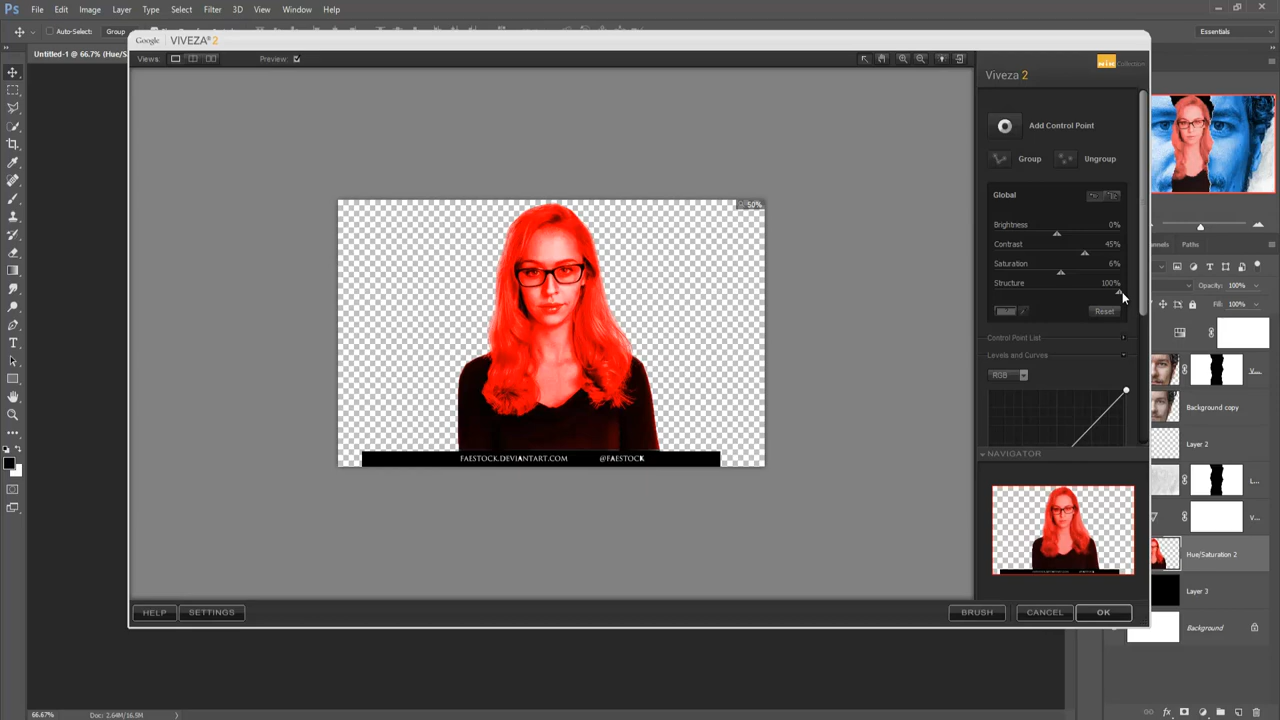 Ps File Edit Image Layer Type Select Filter 3D View Window Help
Auto-Select: Group
Essentials
Untitled-1 @ 66.7% (Hue/S
Google VIVEZA® 2
Views: Preview:
Collection
Viveza 2
Add Control Point
Group Ungroup
Global
50%
Brightness 0%
Contrast 45%
Saturation 6%
Structure 100%
Reset
Control Point List
Levels and Curves
RGB
NAVIGATOR
FAESTOCK.DEVIANTART.COM @FAESTOCK
HELP SETTINGS BRUSH CANCEL OK
annels Paths
Opacity: 100%
Fill: 100%
V...
Background copy
Layer 2
L...
V...
Hue/Saturation 2
Layer 3
Background
66.67% Doc: 2.64M/16.5M
fx